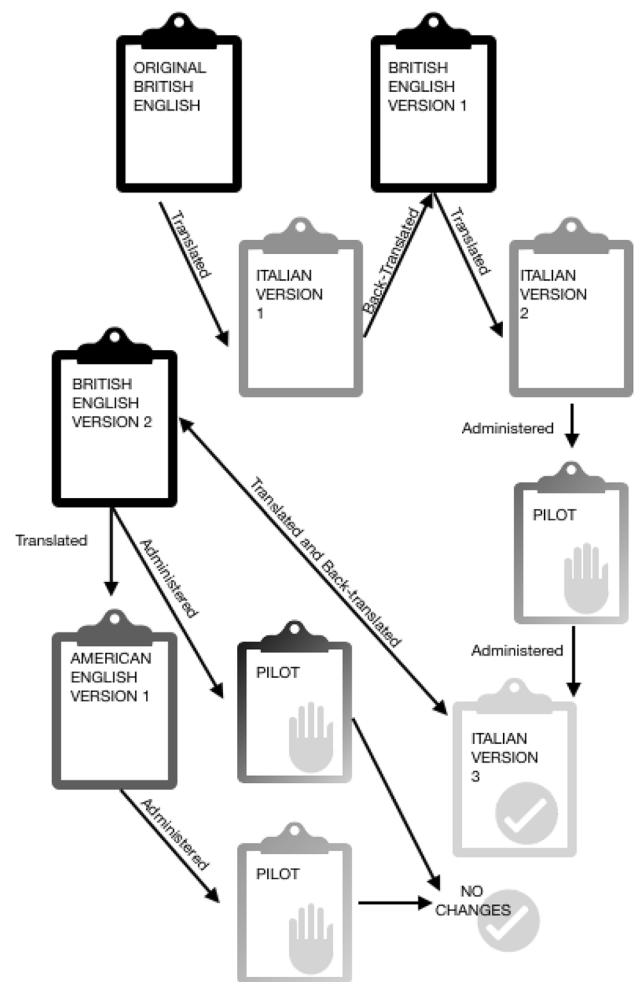 ORIGINAL
BRITISH
ENGLISH
BRITISH
ENGLISH
VERSION 1
Translated
Back-Translated
Translated
ITALIAN
VERSION
1
ITALIAN
VERSION
2
BRITISH
ENGLISH
VERSION 2
Administered
PILOT
Translated and Back-translated
Translated
Administered
Administered
AMERICAN
ENGLISH
VERSION 1
PILOT
ITALIAN
VERSION
3
Administered
PILOT
NO
CHANGES